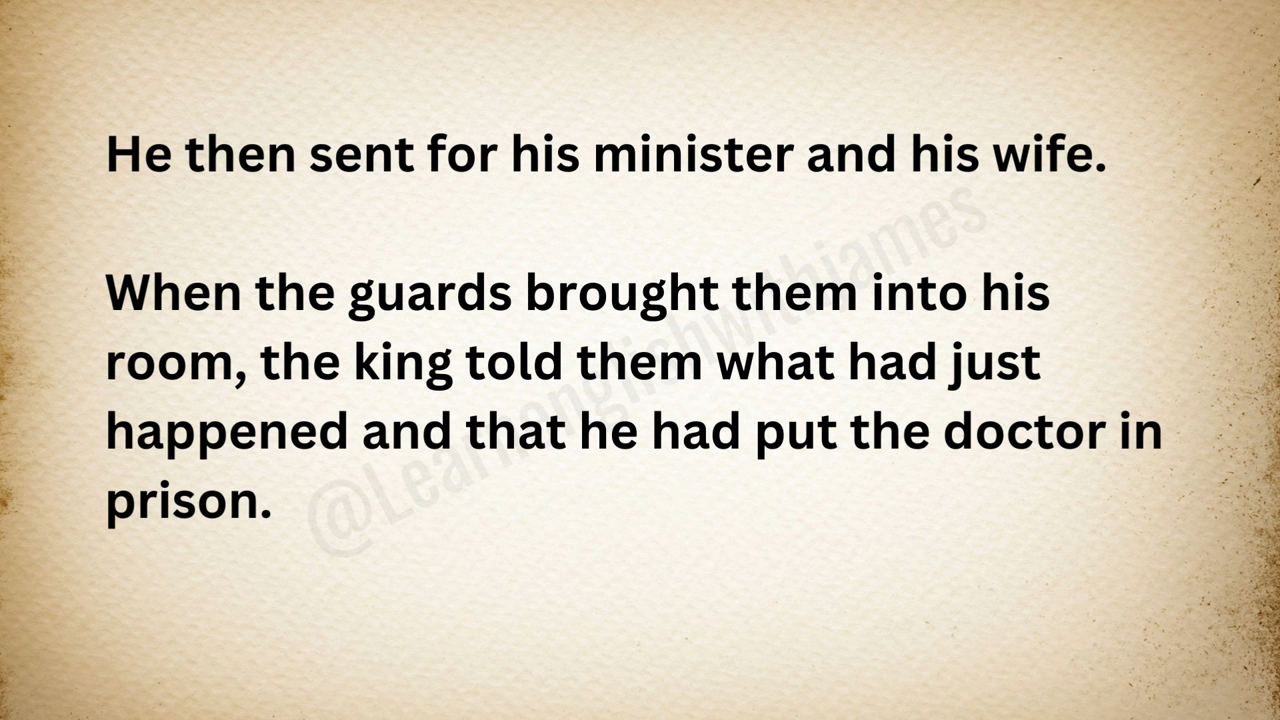 He then sent for his minister and his wife.
When the guards brought them into his
room, the king told them what had just
happened and that he had put the doctor in
prison.
@Learnenglishwithjames